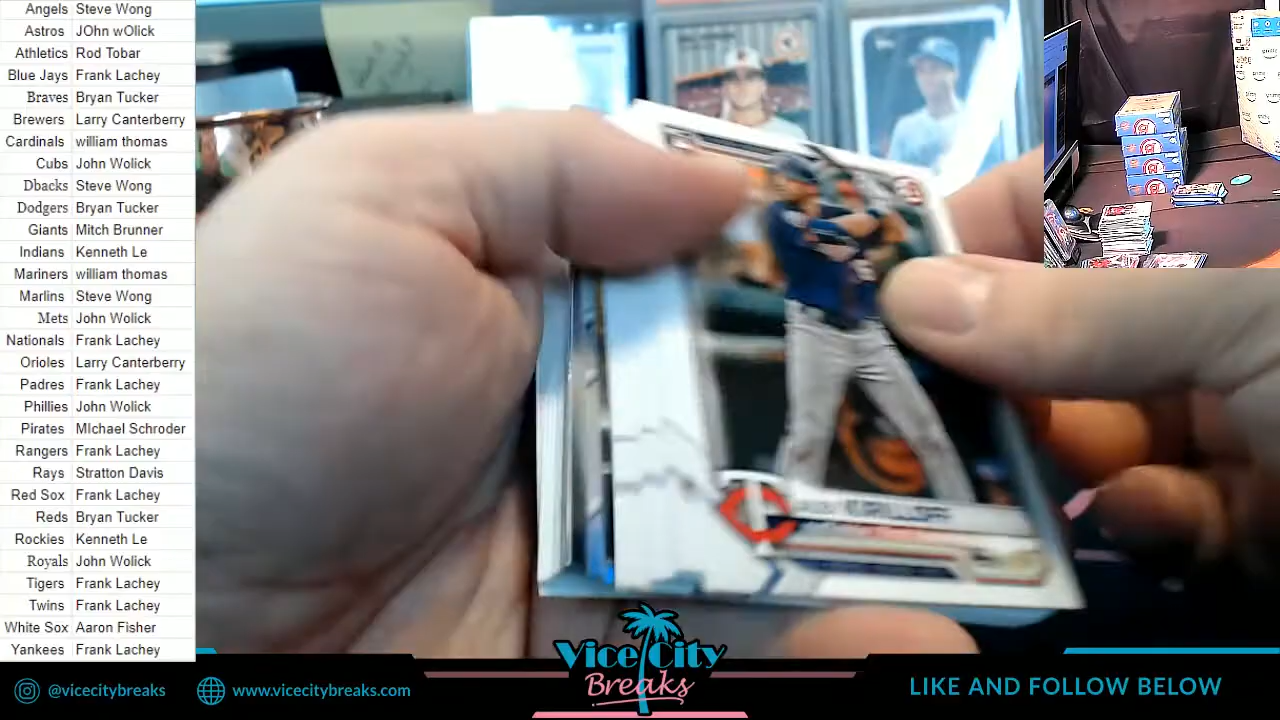 Angels Steve Wong
Astros JOhn wOlick
Athletics Rod Tobar
Blue Jays Frank Lachey
Braves Bryan Tucker
Brewers Larry Canterberry
Cardinals william thomas
Cubs John Wolick
Dbacks Steve Wong
Dodgers Bryan Tucker
Giants Mitch Brunner
Indians Kenneth Le
Mariners william thomas
Marlins Steve Wong
Mets John Wolick
Nationals Frank Lachey
Orioles Larry Canterberry
Padres Frank Lachey
Phillies John Wolick
Pirates MIchael Schroder
Rangers Frank Lachey
Rays Stratton Davis
Red Sox Frank Lachey
Reds Bryan Tucker
Rockies Kenneth Le
Royals John Wolick
Tigers Frank Lachey
Twins Frank Lachey
White Sox Aaron Fisher
Yankees Frank Lachey
@vicecitybreaks
www.vicecitybreaks.com
Vice City
Breaks
LIKE AND FOLLOW BELOW